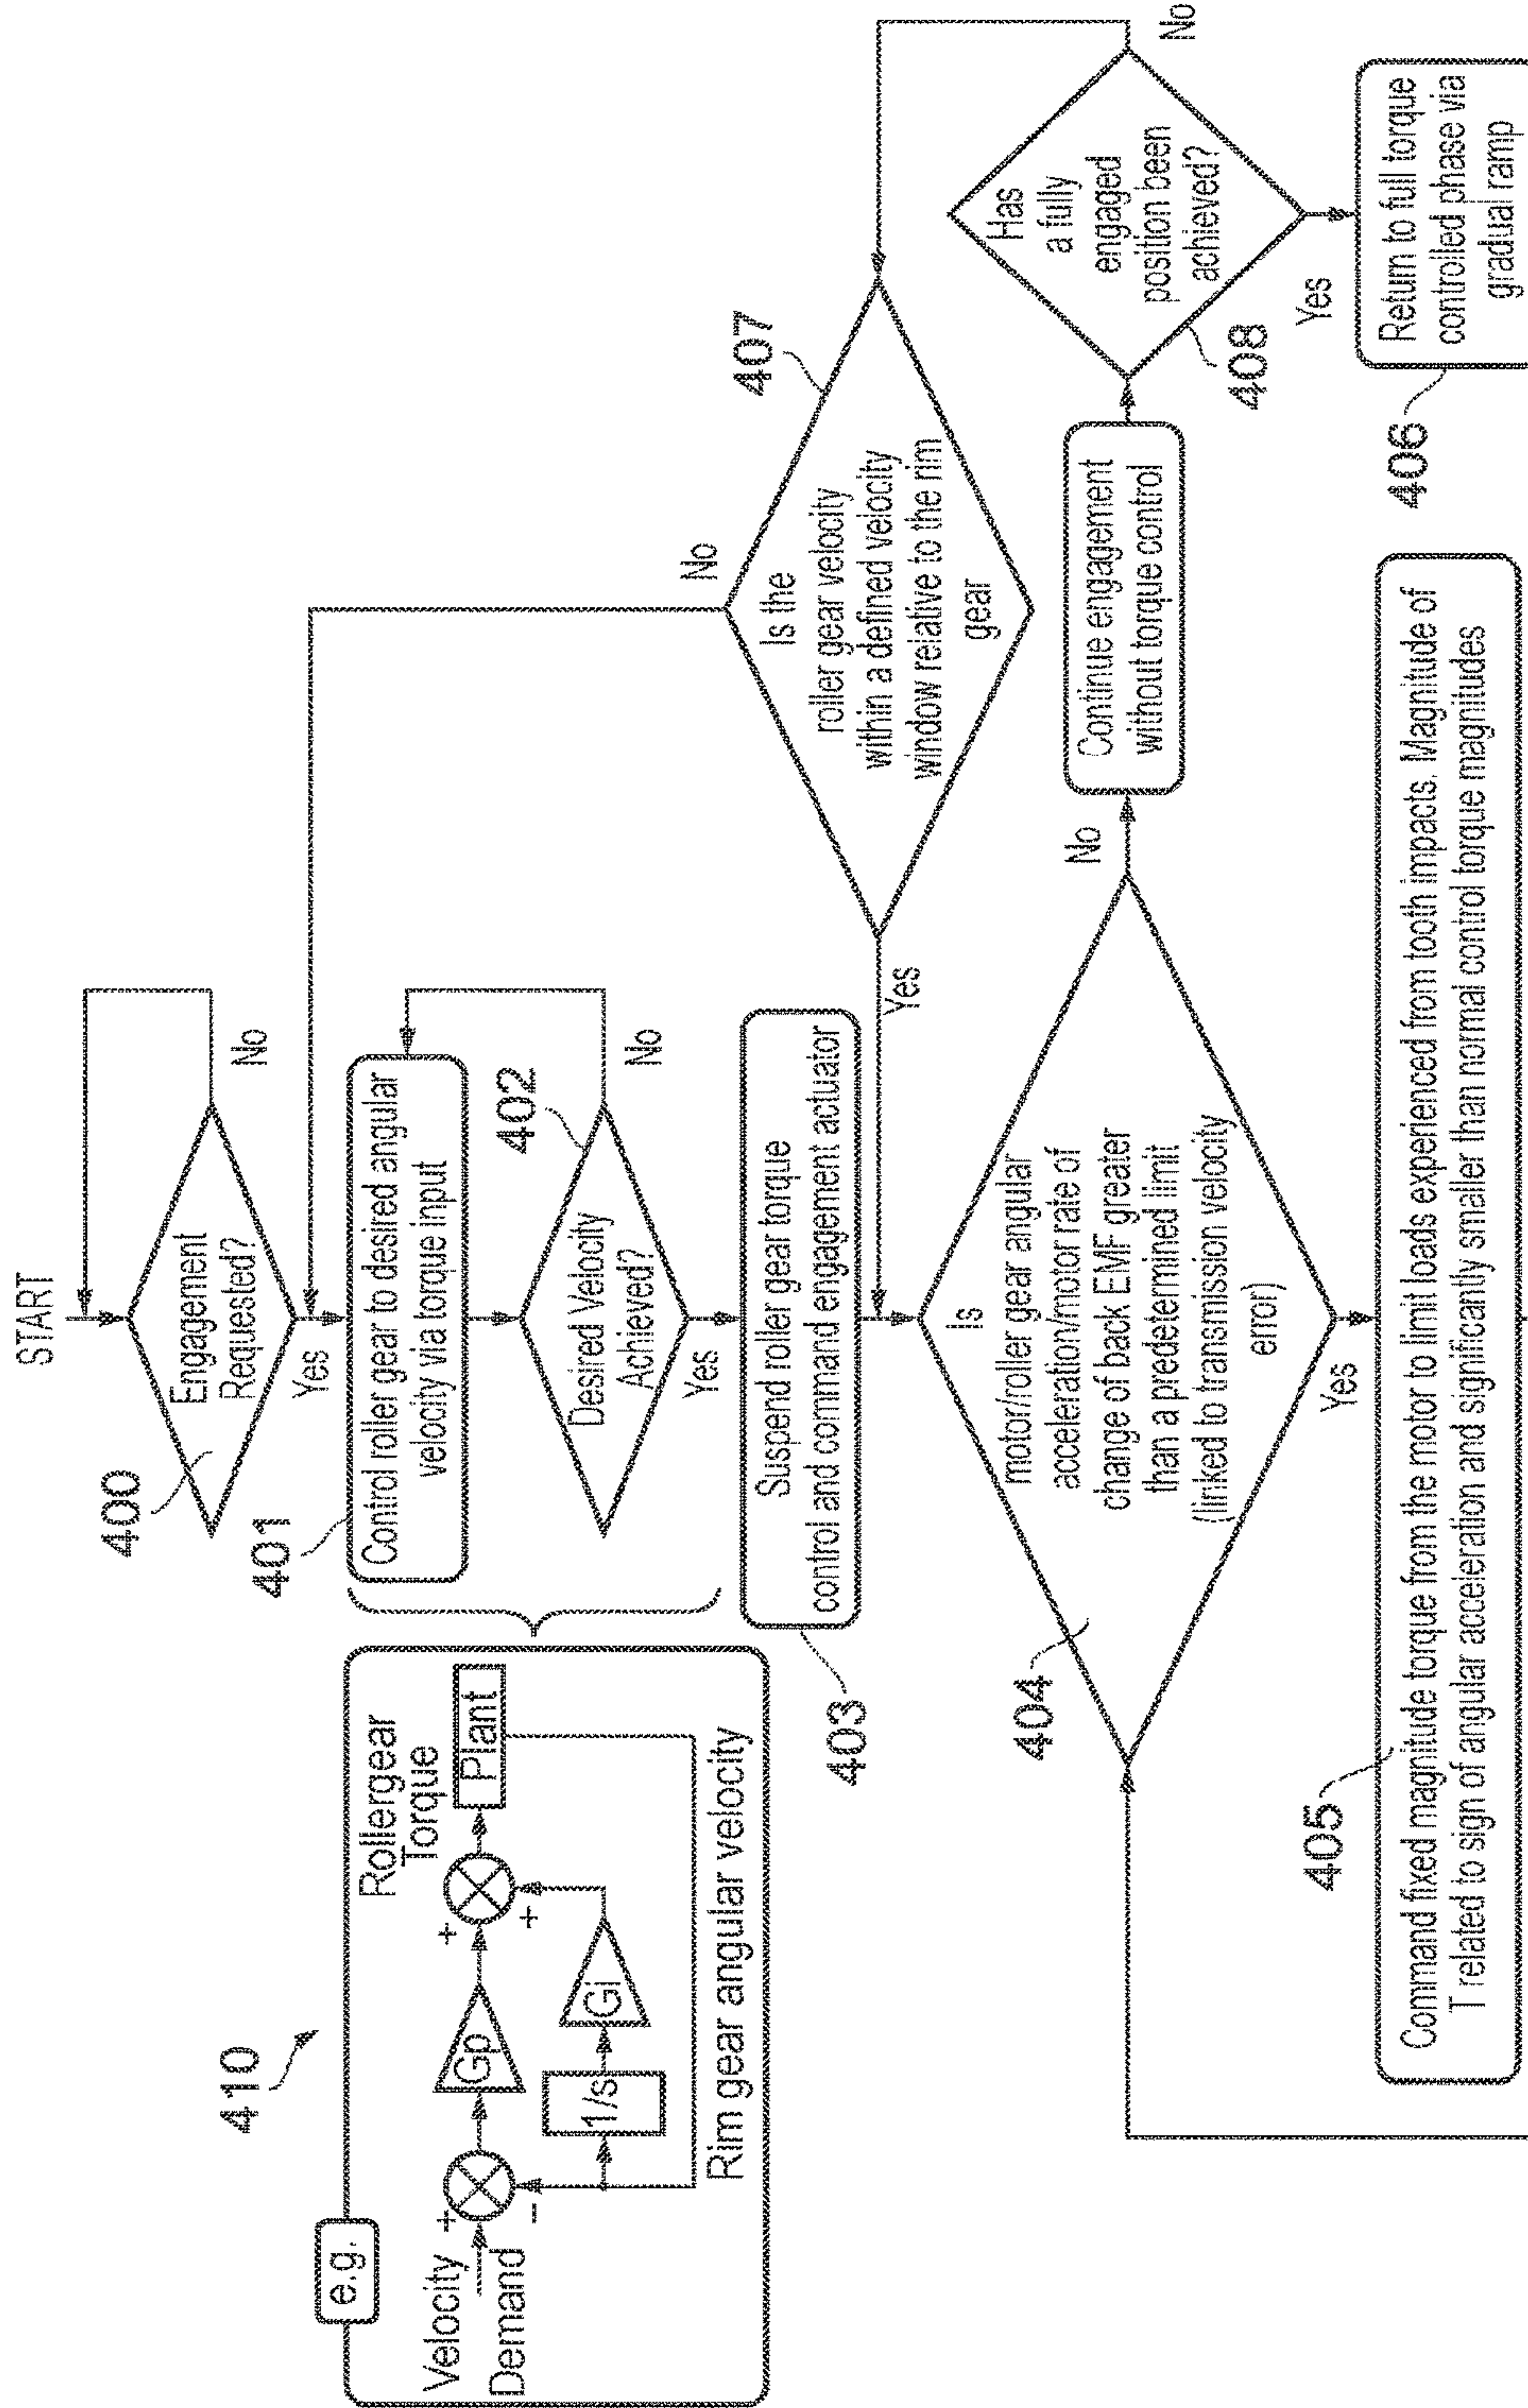 START
400
Engagement
Requested?
No
Yes
401
Control roller gear to desired angular
velocity via torque input
402
Desired Velocity
Achieved?
No
Yes
403
Suspend roller gear torque
control and command engagement actuator
410
e.g.
Velocity
Demand
+
-
Gp
1/s
Gi
+
+
Rollergear
Torque
Plant
Rim gear angular velocity
404
Is
motor/roller gear angular
acceleration/motor rate of
change of back EMF greater
than a predetermined limit
(linked to transmission velocity
error)
No
Yes
405
Command fixed magnitude torque from the motor to limit loads experienced from tooth impacts. Magnitude of
T related to sign of angular acceleration and significantly smaller than normal control torque magnitudes
407
Is the
roller gear velocity
within a defined velocity
window relative to the rim
gear
No
Yes
Continue engagement
without torque control
408
Has
a fully
engaged
position been
achieved?
No
Yes
406
Return to full torque
controlled phase via
gradual ramp